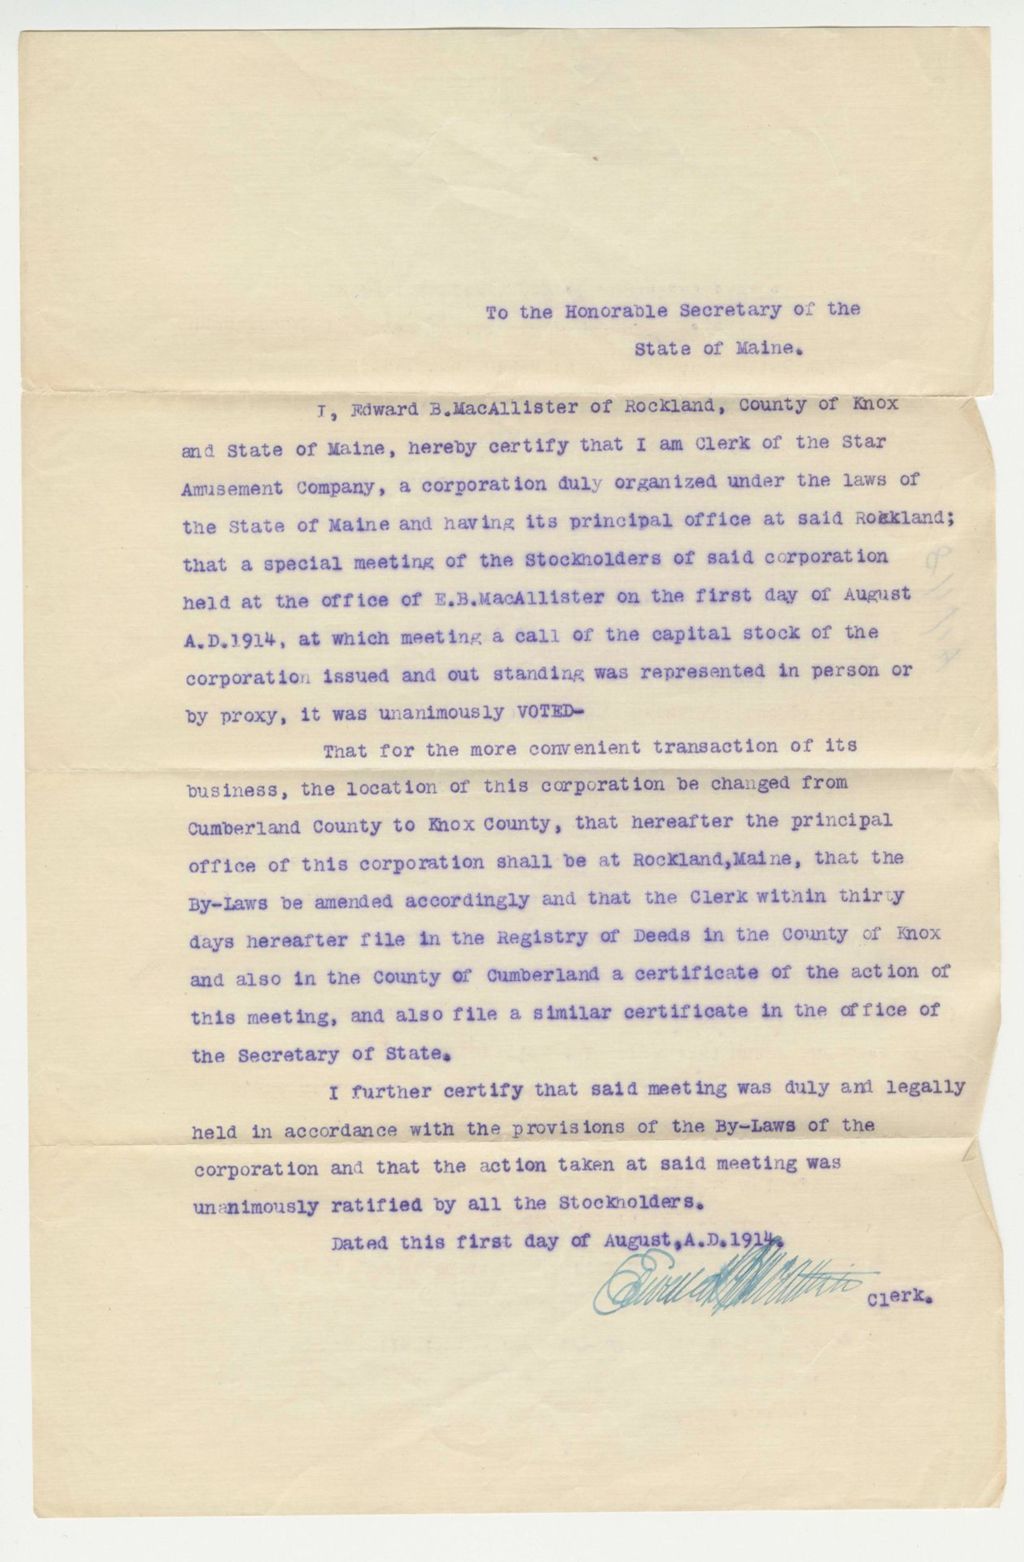 To the Honorable Secretary of the
State of Maine.
I, Edward B.MacAllister of Rockland, County of Knox
and State of Maine, hereby certify that I am Clerk of the Star
Amusement Company, a corporation duly organized under the laws of
the State of Maine and having its principal office at said Rockland;
that a special meeting of the Stockholders of said corporation
held at the office of E.B.MacAllister on the first day of August
A.D.1914, at which meeting a call of the capital stock of the
corporation issued and out standing was represented in person or
by proxy, it was unanimously VOTED-
That for the more convenient transaction of its
business, the location of this corporation be changed from
Cumberland County to Knox County, that hereafter the principal
office of this corporation shall be at Rockland,Maine, that the
By-Laws be amended accordingly and that the Clerk within thirty
days hereafter file in the Registry of Deeds in the County of Knox
and also in the County of Cumberland a certificate of the action of
this meeting, and also file a similar certificate in the office of
the Secretary of State.
I further certify that said meeting was duly and legally
held in accordance with the provisions of the By-Laws of the
corporation and that the action taken at said meeting was
unanimously ratified by all the Stockholders.
Dated this first day of August,A.D.1914.
Clerk.